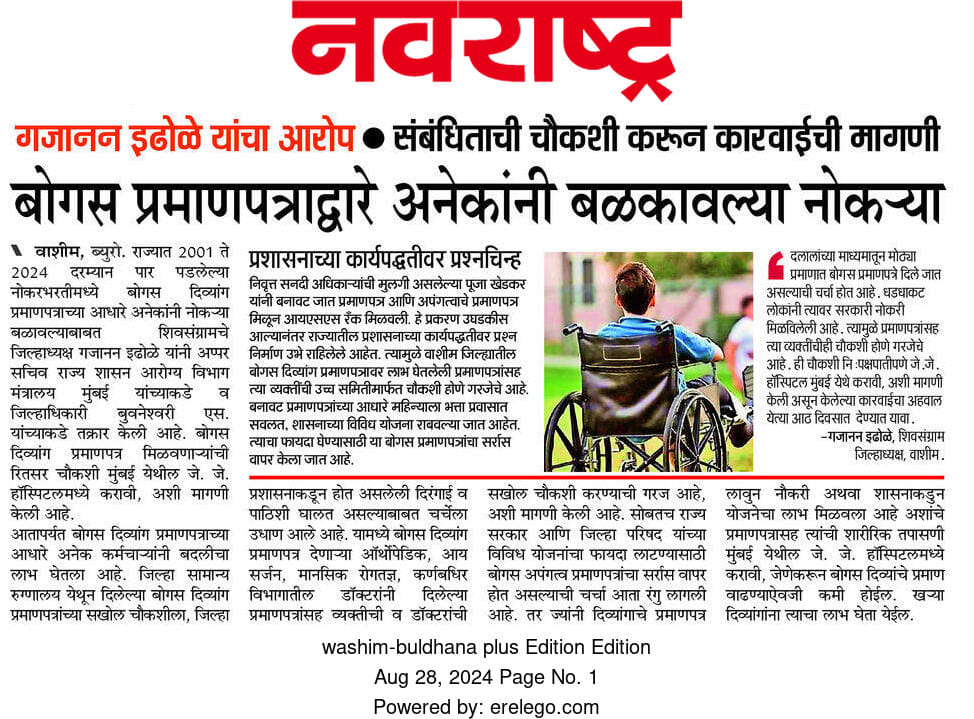 नवराष्ट्र
गजानन इढोळे यांचा आरोप ● संबंधिताची चौकशी करून कारवाईची मागणी
बोगस प्रमाणपत्राद्वारे अनेकांनी बळकावल्या नोकऱ्या
वाशीम, ब्युरो. राज्यात 2001 ते
2024 दरम्यान पार पडलेल्या
नोकरभरतीमध्ये बोगस दिव्यांग
प्रमाणपत्राच्या आधारे अनेकांनी नोकऱ्या
बळावल्याबाबत शिवसंग्रामचे
जिल्हाध्यक्ष गजानन इढोळे यांनी अप्पर
सचिव राज्य शासन आरोग्य विभाग
मंत्रालय मुंबई यांच्याकडे व
जिल्हाधिकारी बुवनेश्वरी एस.
यांच्याकडे तक्रार केली आहे. बोगस
दिव्यांग प्रमाणपत्र मिळवणाऱ्यांची
रितसर चौकशी मुंबई येथील जे. जे.
हॉस्पिटलमध्ये करावी, अशी मागणी
केली आहे.
आतापर्यत बोगस दिव्यांग प्रमाणपत्राच्या
आधारे अनेक कर्मचाऱ्यांनी बदलीचा
लाभ घेतला आहे. जिल्हा सामान्य
रुग्णालय येथून दिलेल्या बोगस दिव्यांग
प्रमाणपत्रांच्या सखोल चौकशीला, जिल्हा
प्रशासनाच्या कार्यपद्धतीवर प्रश्नचिन्ह
निवृत्त सनदी अधिकाऱ्यांची मुलगी असलेल्या पूजा खेडकर
यांनी बनावट जात प्रमाणपत्र आणि अपंगत्वाचे प्रमाणपत्र
मिळून आयएसएस रँक मिळवली. हे प्रकरण उघडकीस
आल्यानंतर राज्यातील प्रशासनाच्या कार्यपद्धतीवर प्रश्न
निर्माण उभे राहिलेले आहेत. त्यामुळे वाशीम जिल्ह्यातील
बोगस दिव्यांग प्रमाणपत्रावर लाभ घेतलेली प्रमाणपत्रांसह
त्या व्यक्तींची उच्च समितीमार्फत चौकशी होणे गरजेचे आहे.
बनावट प्रमाणपत्रांच्या आधारे महिन्याला भत्ता प्रवासात
सवलत, शासनाच्या विविध योजना राबवल्या जात आहेत.
त्याचा फायदा घेण्यासाठी या बोगस प्रमाणपत्रांचा सर्रास
वापर केला जात आहे.
दलालांच्या माध्यमातून मोठ्या
प्रमाणात बोगस प्रमाणपत्रे दिले जात
असल्याची चर्चा होत आहे. धडधाकट
लोकांनी त्यावर सरकारी नोकरी
मिळविलेली आहे. त्यामुळे प्रमाणपत्रांसह
त्या व्यक्तींचीही चौकशी होणे गरजेचे
आहे. ही चौकशी नि:पक्षपातीपणे जे.जे.
हॉस्पिटल मुंबई येथे करावी, अशी मागणी
केली असून केलेल्या कारवाईचा अहवाल
येत्या आठ दिवसात देण्यात यावा.
–गजानन इढोळे, शिवसंग्राम
जिल्हाध्यक्ष, वाशीम.
प्रशासनाकडून होत असलेली दिरंगाई व
पाठिशी घालत असल्याबाबत चर्चेला
उधाण आले आहे. यामध्ये बोगस दिव्यांग
प्रमाणपत्र देणाऱ्या ऑर्थोपेडिक, आय
सर्जन, मानसिक रोगतज्ञ, कर्णबधिर
विभागातील डॉक्टरांनी दिलेल्या
प्रमाणपत्रांसह व्यक्तीची व डॉक्टरांची
सखोल चौकशी करण्याची गरज आहे,
अशी मागणी केली आहे. सोबतच राज्य
सरकार आणि जिल्हा परिषद यांच्या
विविध योजनांचा फायदा लाटण्यासाठी
बोगस अपंगत्व प्रमाणपत्रांचा सर्रास वापर
होत असल्याची चर्चा आता रंगु लागली
आहे. तर ज्यांनी दिव्यांगाचे प्रमाणपत्र
लावुन नौकरी अथवा शासनाकडुन
योजनेचा लाभ मिळवला आहे अशांचे
प्रमाणपत्रासह त्यांची शारीरिक तपासणी
मुंबई येथील जे. जे. हॉस्पिटलमध्ये
करावी, जेणेकरून बोगस दिव्यांचे प्रमाण
वाढण्याऐवजी कमी होईल. खऱ्या
दिव्यांगांना त्याचा लाभ घेता येईल.
washim-buldhana plus Edition Edition
Aug 28, 2024 Page No. 1
Powered by: erelego.com